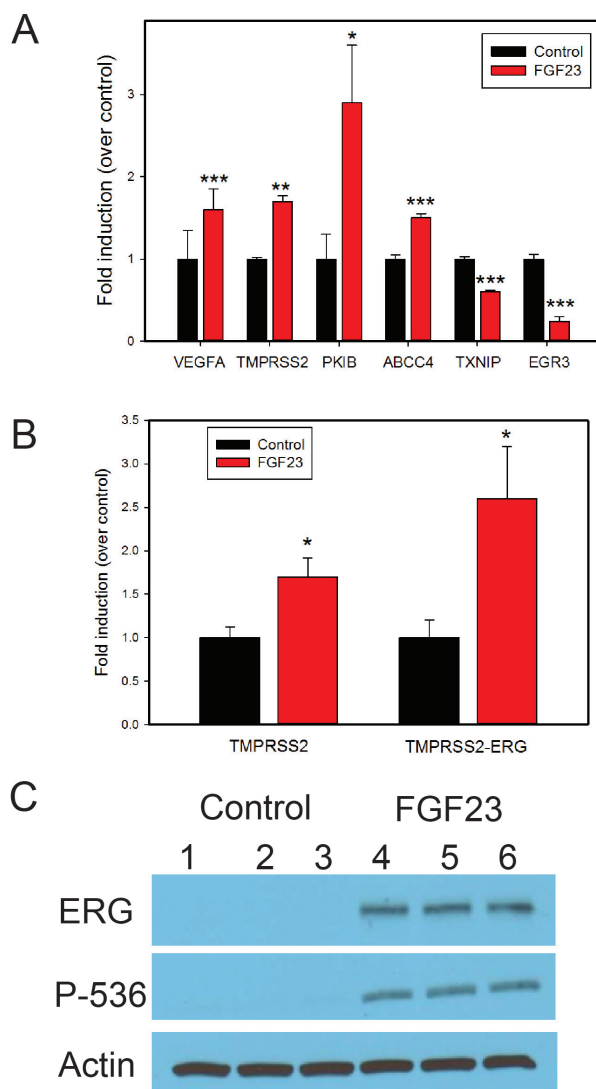 A
Fold induction (over control)
Control
FGF23
3
2
1
0
***
**
*
***
***
***
VEGFA TMPRSS2 PKIB ABCC4 TXNIP EGR3
B
Fold induction (over control)
Control
FGF23
3.5
3.0
2.5
2.0
1.5
1.0
0.5
0.0
*
*
TMPRSS2 TMPRSS2-ERG
C
Control FGF23
1 2 3 4 5 6
ERG
P-536
Actin